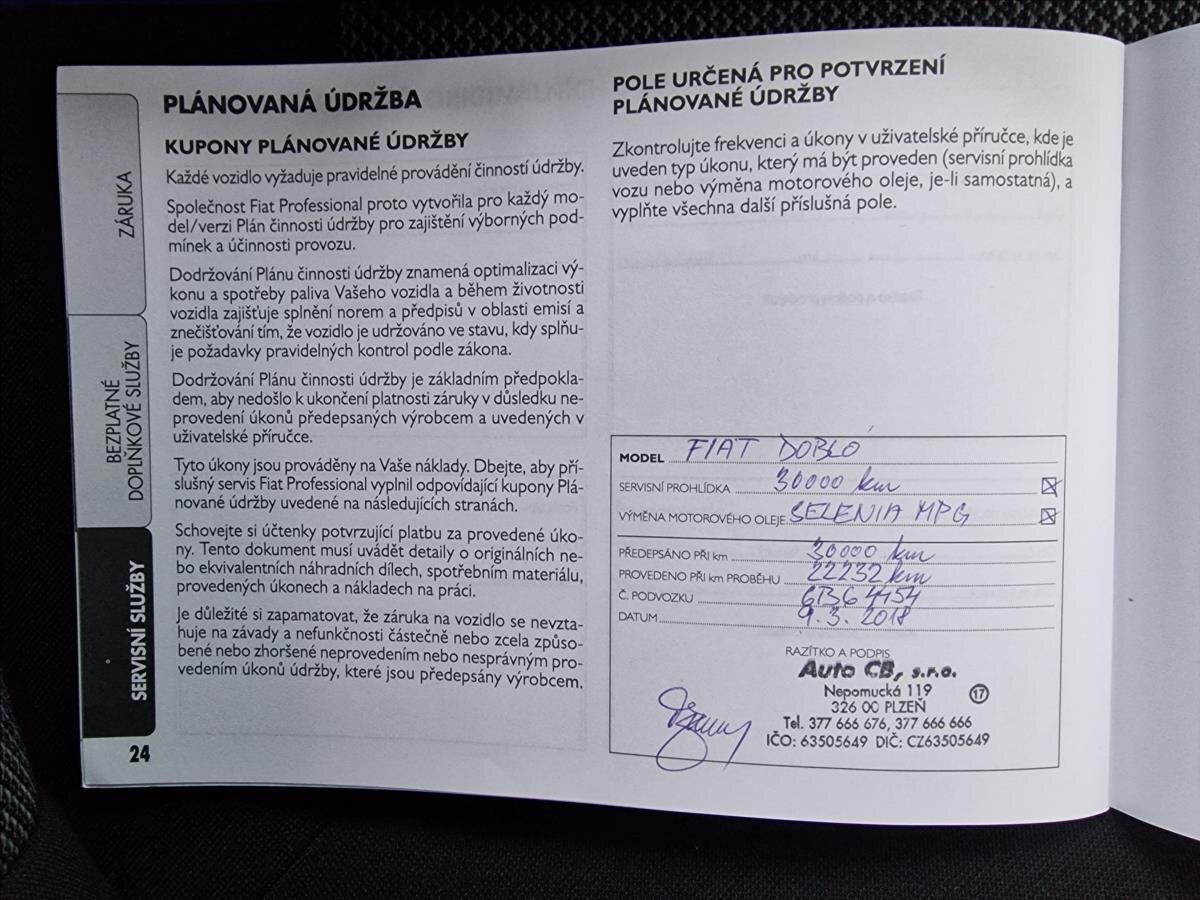 ZÁRUKA
BEZPLATNÉ
DOPLŇKOVÉ SLUŽBY
SERVISNÍ SLUŽBY
24
PLÁNOVANÁ ÚDRŽBA
KUPONY PLÁNOVANÉ ÚDRŽBY
Každé vozidlo vyžaduje pravidelné provádění činností údržby.
Společnost Fiat Professional proto vytvořila pro každý mo-
del/verzi Plán činnosti údržby pro zajištění výborných pod-
mínek a účinnosti provozu.
Dodržování Plánu činnosti údržby znamená optimalizaci vý-
konu a spotřeby paliva Vašeho vozidla a během životnosti
vozidla zajišťuje splnění norem a předpisů v oblasti emisí a
znečišťování tím, že vozidlo je udržováno ve stavu, kdy splňu-
je požadavky pravidelných kontrol podle zákona.
Dodržování Plánu činnosti údržby je základním předpokla-
dem, aby nedošlo k ukončení platnosti záruky v důsledku ne-
provedení úkonů předepsaných výrobcem a uvedených v
uživatelské příručce.
Tyto úkony jsou prováděny na Vaše náklady. Dbejte, aby pří-
slušný servis Fiat Professional vyplnil odpovídající kupony Plá-
nované údržby uvedené na následujících stranách.
Schovejte si účtenky potvrzující platbu za provedené úko-
ny. Tento dokument musí uvádět detaily o originálních ne-
bo ekvivalentních náhradních dílech, spotřebním materiálu,
provedených úkonech a nákladech na práci.
Je důležité si zapamatovat, že záruka na vozidlo se nevzta-
huje na závady a nefunkčnosti částečně nebo zcela způso-
bené nebo zhoršené neprovedením nebo nesprávným pro-
vedením úkonů údržby, které jsou předepsány výrobcem.
POLE URČENÁ PRO POTVRZENÍ
PLÁNOVANÉ ÚDRŽBY
Zkontrolujte frekvenci a úkony v uživatelské příručce, kde je
uveden typ úkonu, který má být proveden (servisní prohlídka
vozu nebo výměna motorového oleje, je-li samostatná), a
vyplňte všechna další příslušná pole.
MODEL FIAT DOBLO
SERVISNÍ PROHLÍDKA 30000 km
VÝMĚNA MOTOROVÉHO OLEJE SELENIA MPG
PŘEDEPSÁNO PŘI km 30000 km
PROVEDENO PŘI km PROBĚHU 22232 km
Č. PODVOZKU 6B64454
DATUM 9.3. 2018
RAZÍTKO A PODPIS
Auto CB, s.r.o.
Nepomucká 119 17
326 00 PLZEŇ
Tel. 377 666 676, 377 666 666
IČO: 63505649 DIČ: CZ63505649